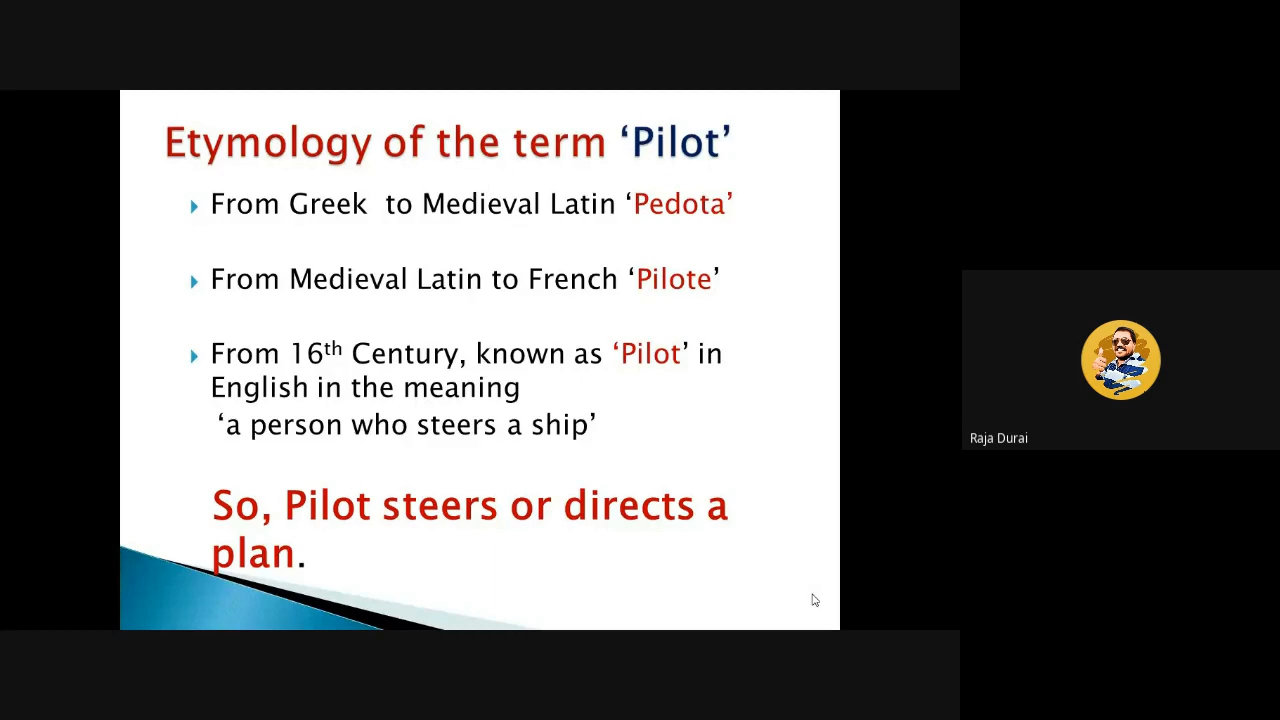 Etymology of the term ‘Pilot’
From Greek  to Medieval Latin ‘Pedota’
From Medieval Latin to French ‘Pilote’
From 16th Century, known as ‘Pilot’ in
English in the meaning
‘a person who steers a ship’
So, Pilot steers or directs a
plan.
Raja Durai